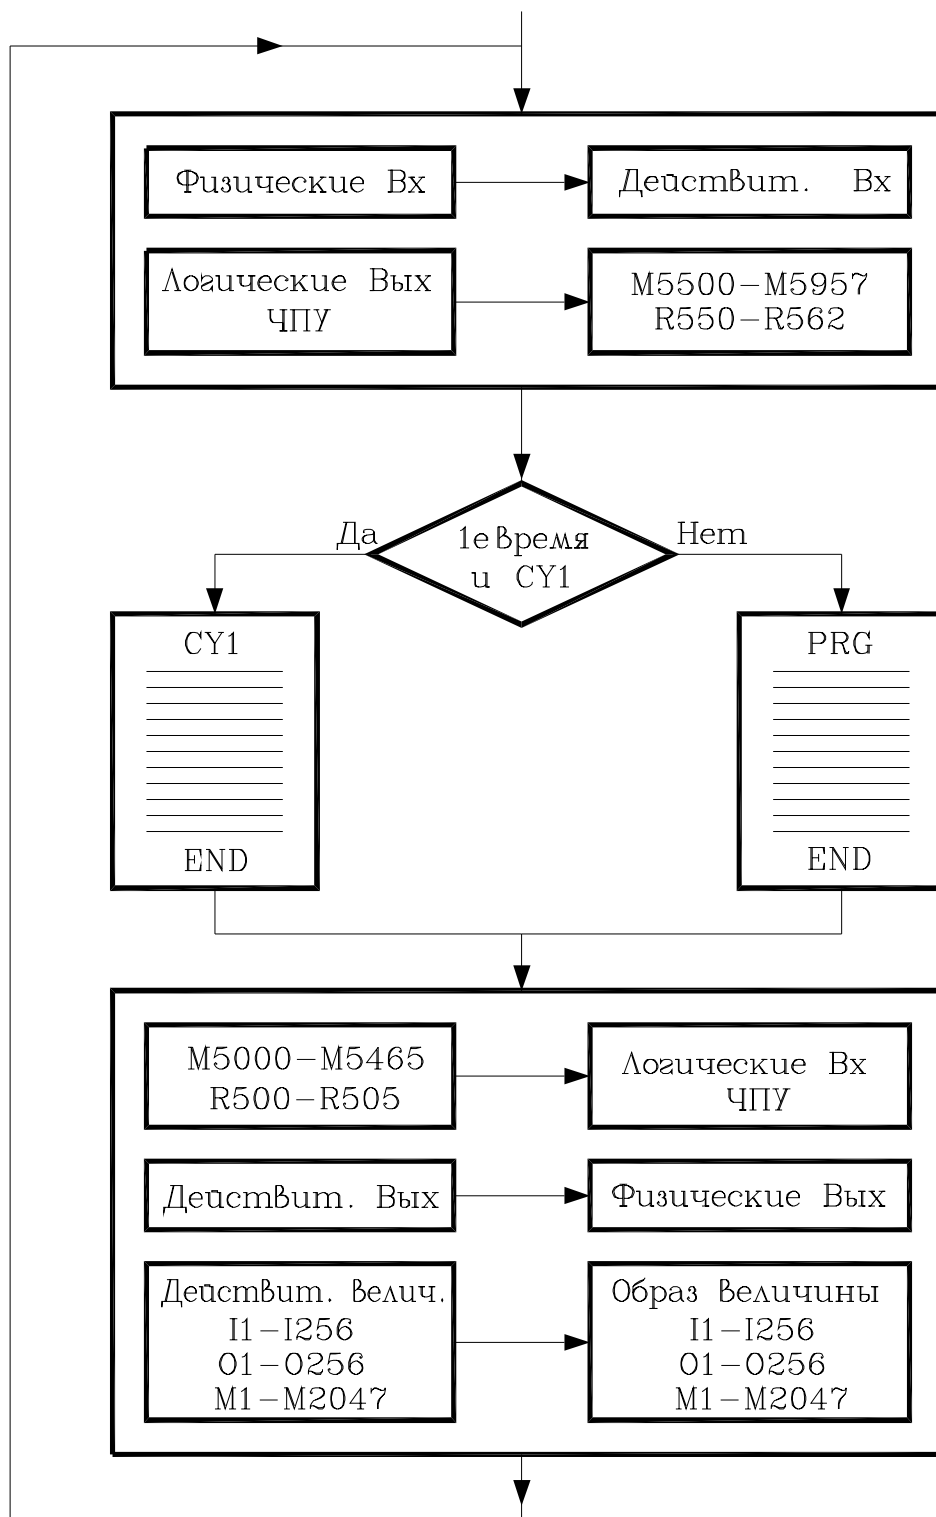 Физические Вх
Действит. Вх
Логические Вых
ЧПУ
M5500-M5957
R550-R562
Да
1е время
и CY1
Нет
CY1
END
PRG
END
M5000-M5465
R500-R505
Логические Вх
ЧПУ
Действит. Вых
Физические Вых
Действит. велич.
I1-I256
O1-O256
M1-M2047
Образ величины
I1-I256
O1-O256
M1-M2047